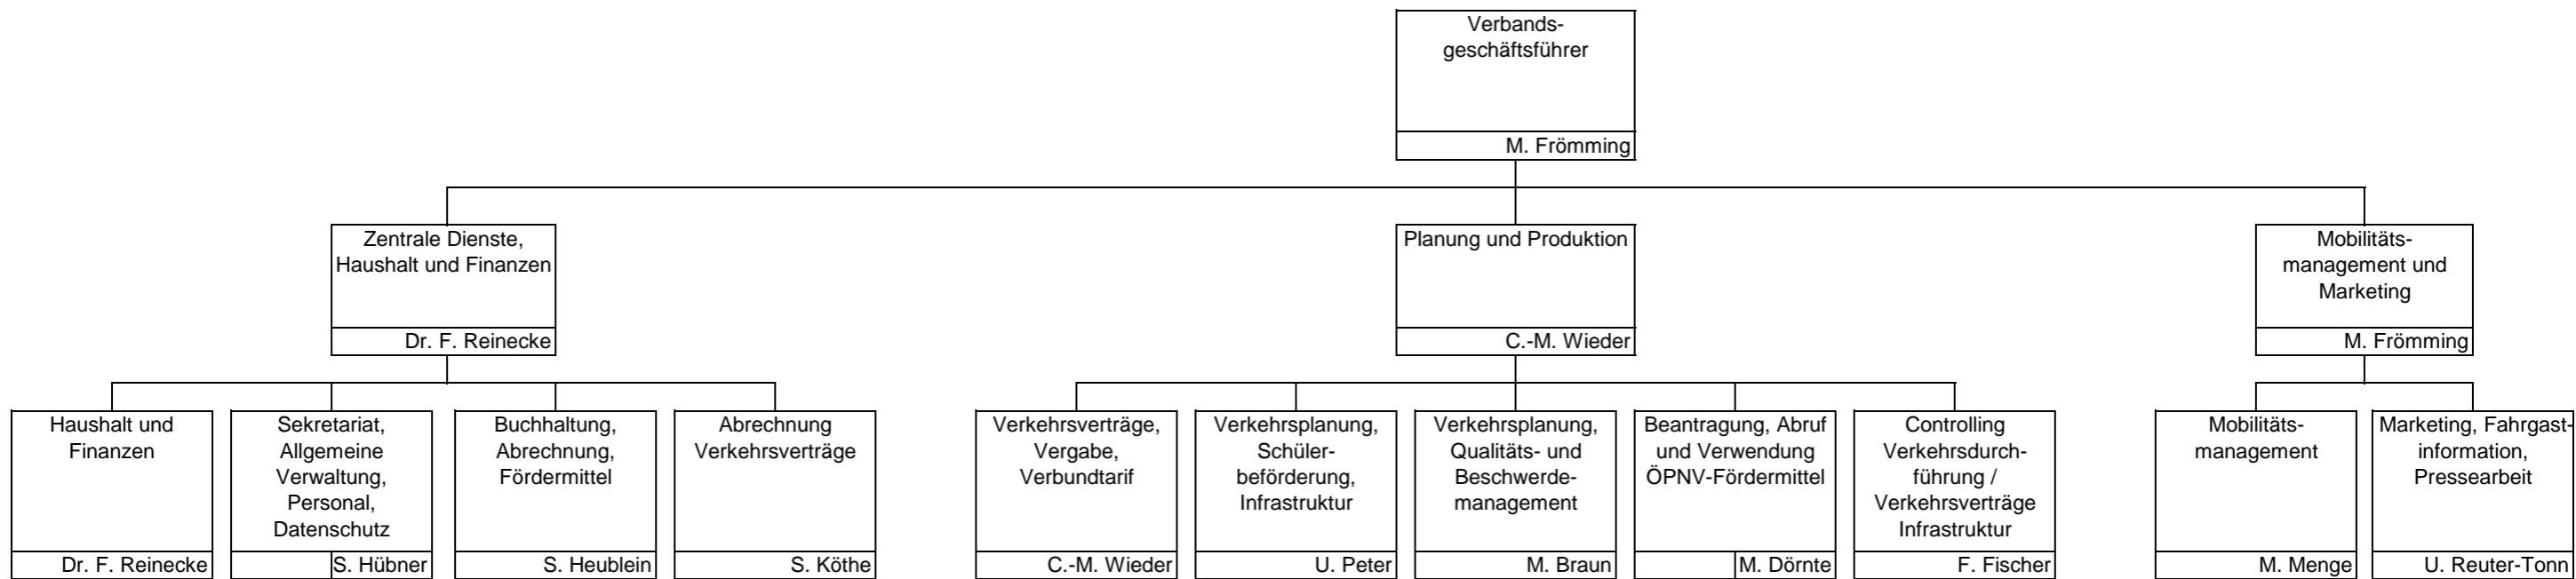 Verbands-
geschäftsführer
M. Frömming
Zentrale Dienste,
Haushalt und Finanzen
Dr. F. Reinecke
Planung und Produktion
C.-M. Wieder
Mobilitäts-
management und
Marketing
M. Frömming
Haushalt und
Finanzen
Dr. F. Reinecke
Sekretariat,
Allgemeine
Verwaltung,
Personal,
Datenschutz
S. Hübner
Buchhaltung,
Abrechnung,
Fördermittel
S. Heublein
Abrechnung
Verkehrsverträge
S. Köthe
Verkehrsverträge,
Vergabe,
Verbundtarif
C.-M. Wieder
Verkehrsplanung,
Schüler-
beförderung,
Infrastruktur
U. Peter
Verkehrsplanung,
Qualitäts- und
Beschwerde-
management
M. Braun
Beantragung, Abruf
und Verwendung
ÖPNV-Fördermittel
M. Dörnte
Controlling
Verkehrsdurch-
führung /
Verkehrsverträge
Infrastruktur
F. Fischer
Mobilitäts-
management
M. Menge
Marketing, Fahrgast-
information,
Pressearbeit
U. Reuter-Tonn